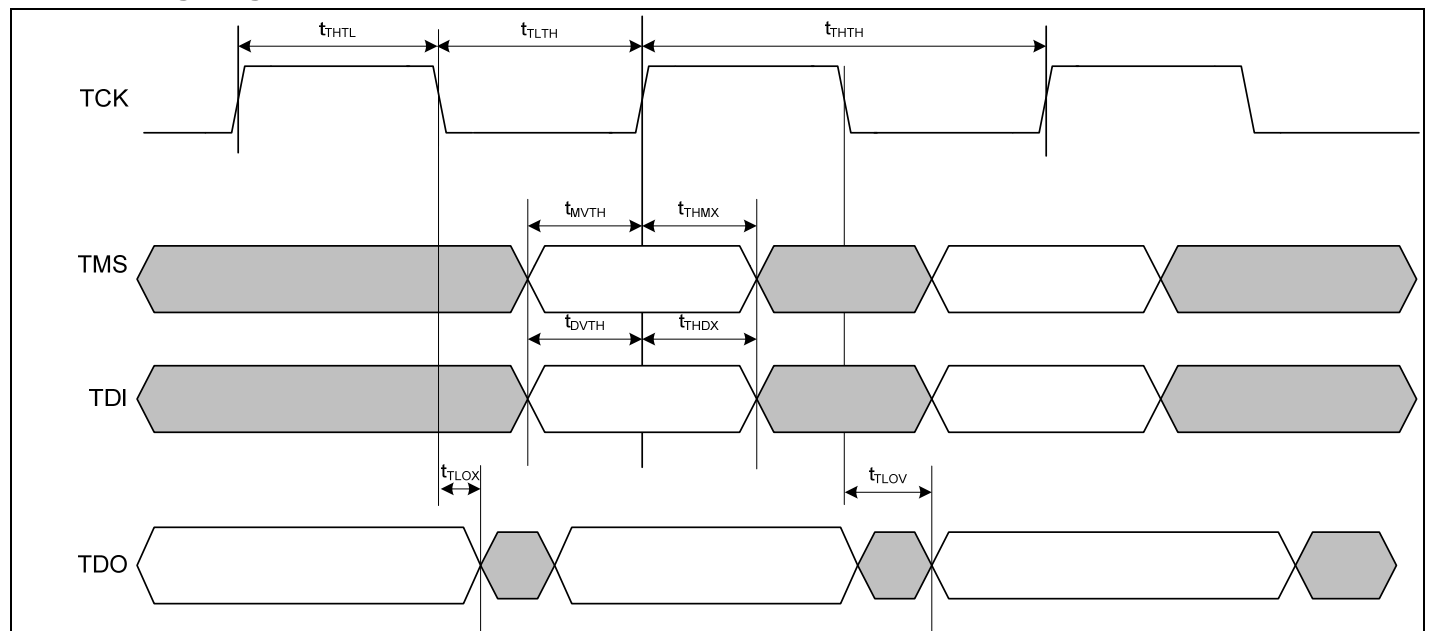 tTHTL tTLTH tTHTH
TCK
tMVTH tTHMX
TMS
tDVTH tTHDX
TDI
tTLOX tTLOV
TDO